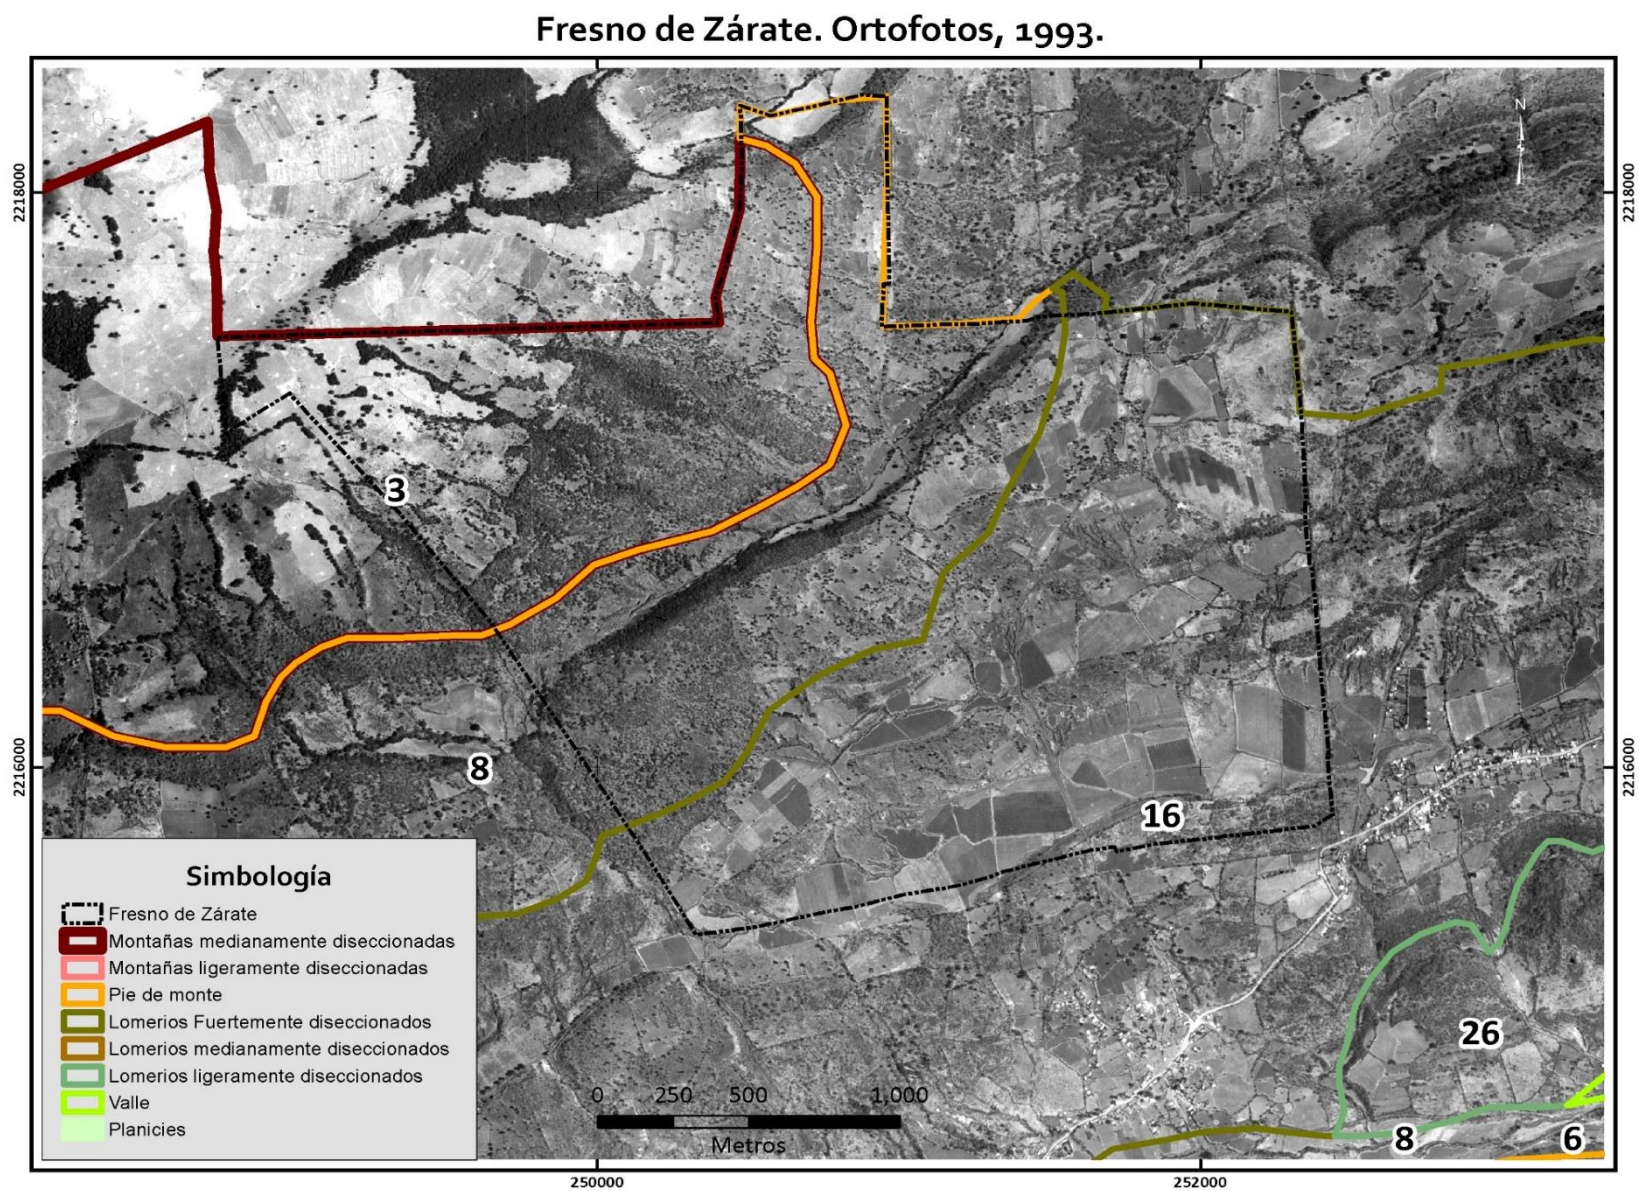 Fresno de Zárate. Ortofotos, 1993.
N
2218000
2218000
3
2216000
2216000
8
16
Simbología
Fresno de Zárate
Montañas medianamente diseccionadas
Montañas ligeramente diseccionadas
Pie de monte
Lomerios Fuertemente diseccionados
Lomerios medianamente diseccionados
Lomerios ligeramente diseccionados
Valle
Planicies
26
0 250 500 1,000
Metros
8
6
250000
252000